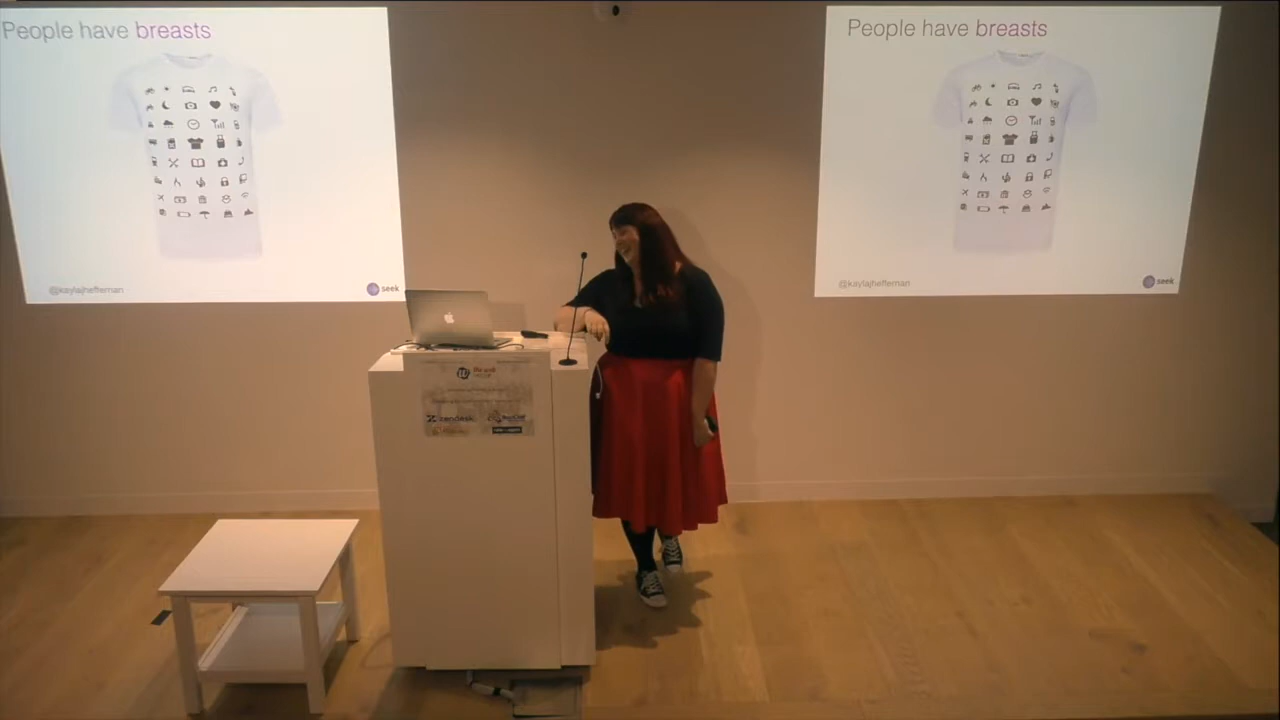 People have breasts
@kaylajheffernan
seek
People have breasts
@kaylajheffernan
seek
zendesk